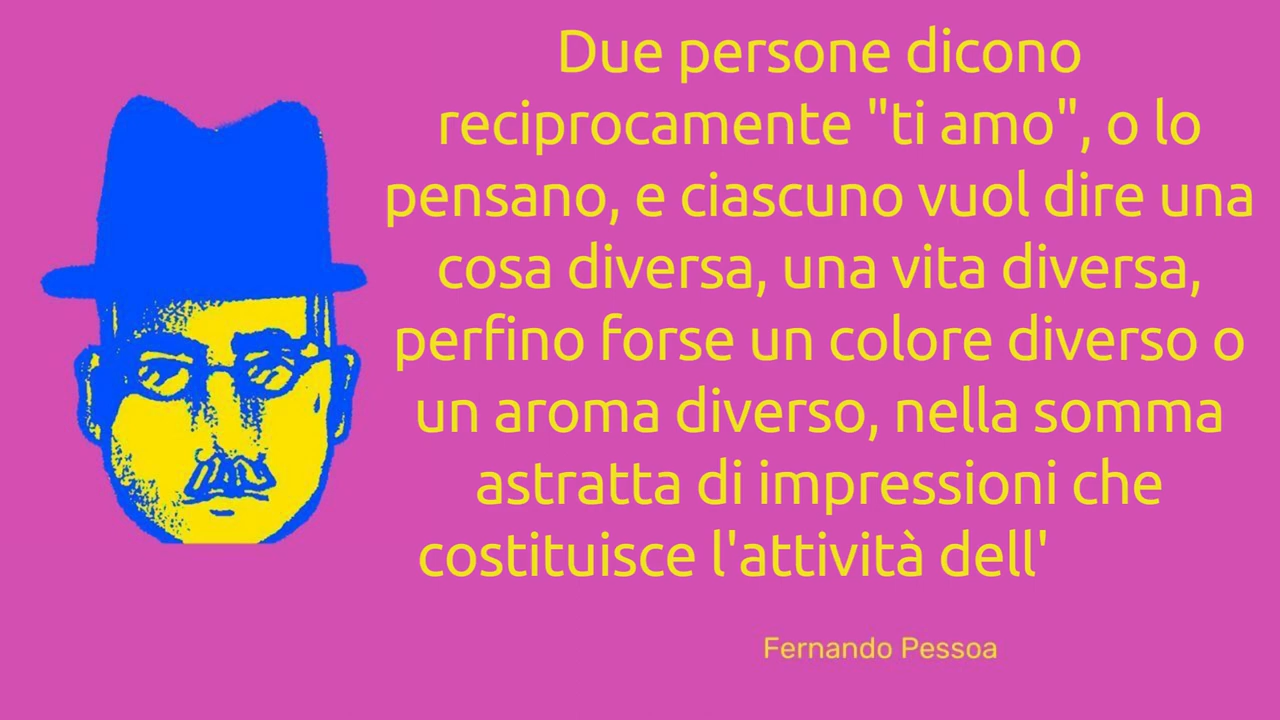 Due persone dicono
reciprocamente "ti amo", o lo
pensano, e ciascuno vuol dire una
cosa diversa, una vita diversa,
perfino forse un colore diverso o
un aroma diverso, nella somma
astratta di impressioni che
costituisce l'attività dell'
Fernando Pessoa